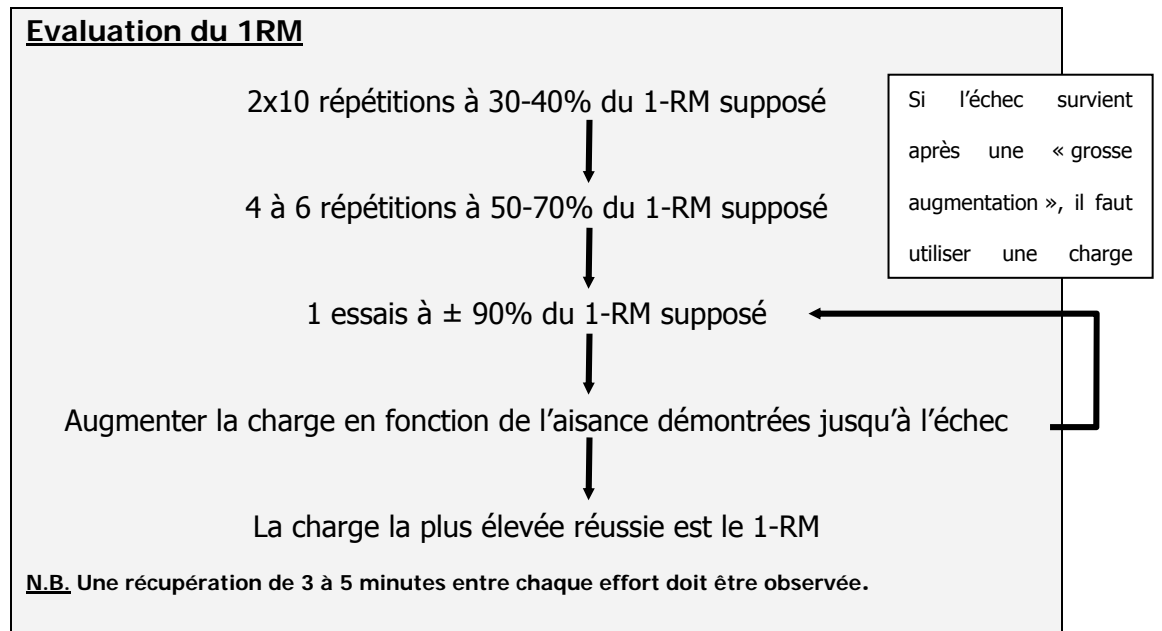 Evaluation du 1RM
2x10 répétitions à 30-40% du 1-RM supposé
4 à 6 répétitions à 50-70% du 1-RM supposé
1 essais à ± 90% du 1-RM supposé
Augmenter la charge en fonction de l'aisance démontrées jusqu'à l'échec
La charge la plus élevée réussie est le 1-RM
N.B. Une récupération de 3 à 5 minutes entre chaque effort doit être observée.
Si l'échec survient
après une « grosse
augmentation », il faut
utiliser une charge